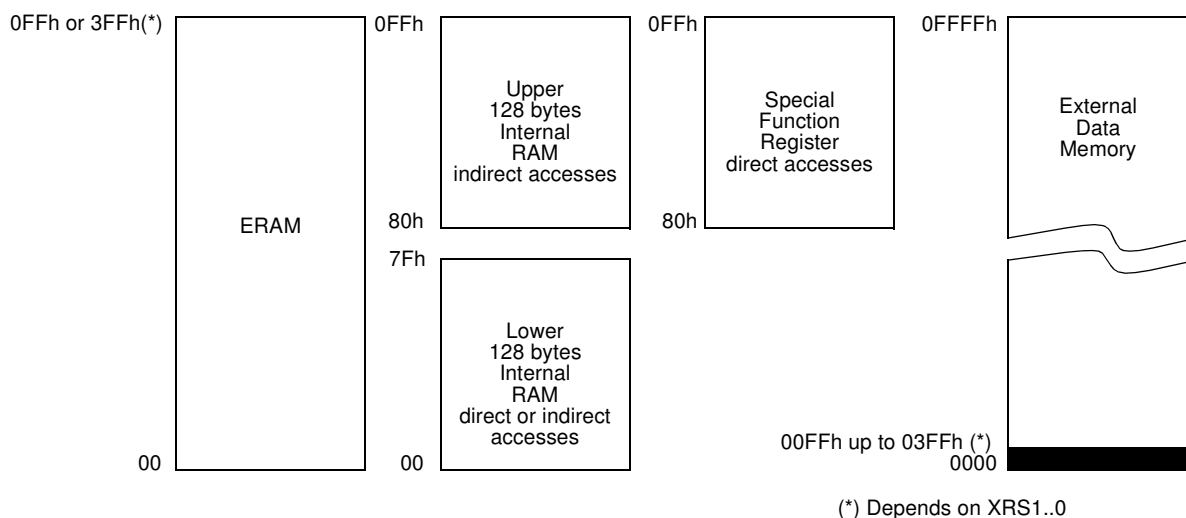 0FFh or 3FFh(*)
ERAM
00
0FFh
Upper
128 bytes
Internal
RAM
indirect accesses
80h
7Fh
Lower
128 bytes
Internal
RAM
direct or indirect
accesses
00
0FFh
Special
Function
Register
direct accesses
80h
0FFFFh
External
Data
Memory
00FFh up to 03FFh (*)
0000
(*) Depends on XRS1..0